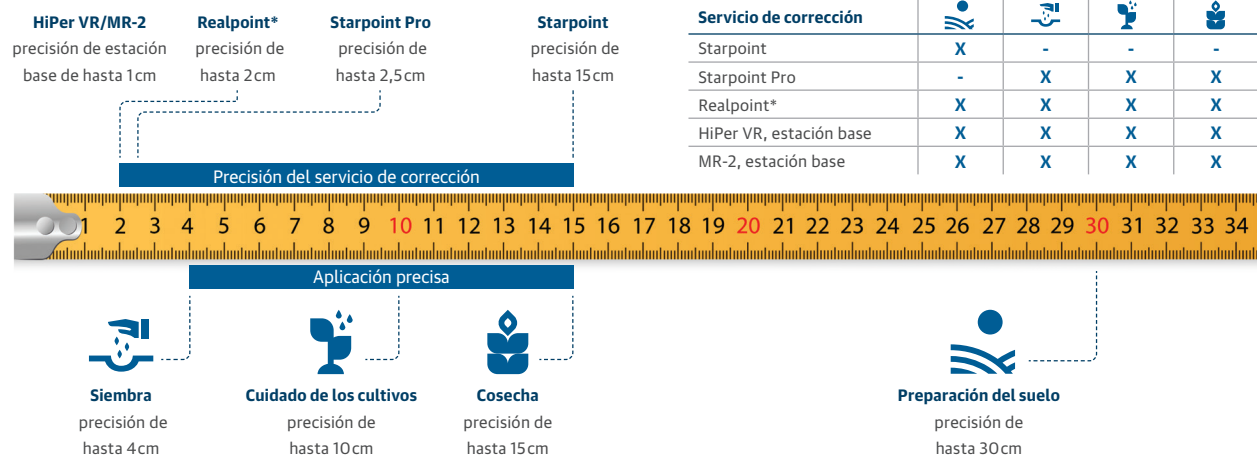 HiPer VR/MR-2
precisión de estación
base de hasta 1 cm
Realpoint*
precisión de
hasta 2 cm
Starpoint Pro
precisión de
hasta 2,5 cm
Starpoint
precisión de
hasta 15 cm
Servicio de corrección
Starpoint X - - -
Starpoint Pro - X X X
Realpoint* X X X X
HiPer VR, estación base X X X X
MR-2, estación base X X X X
Precisión del servicio de corrección
1 2 3 4 5 6 7 8 9 10 11 12 13 14 15 16 17 18 19 20 21 22 23 24 25 26 27 28 29 30 31 32 33 34
Aplicación precisa
Siembra
precisión de
hasta 4 cm
Cuidado de los cultivos
precisión de
hasta 10 cm
Cosecha
precisión de
hasta 15 cm
Preparación del suelo
precisión de
hasta 30 cm